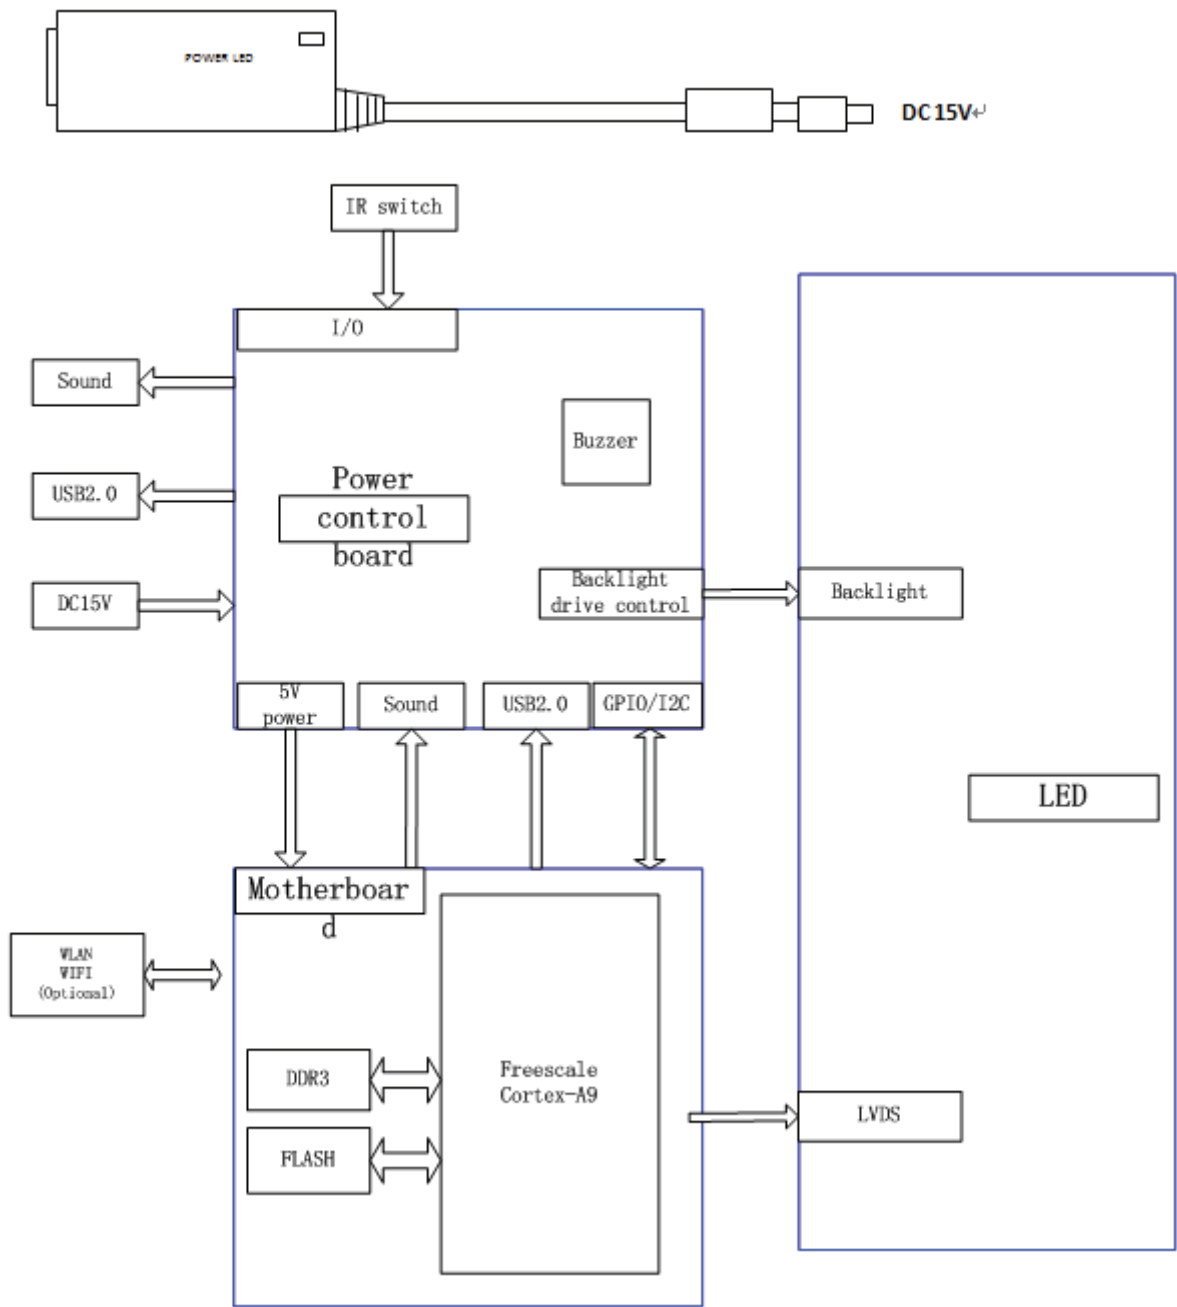 POWER LED
DC15V↵
IR switch
I/O
Sound
Buzzer
USB2.0
Power
control
board
DC15V
Backlight
drive control
Backlight
5V
power
Sound
USB2.0
GPIO/I2C
LED
Motherboar
d
WLAN
WIFI
(Optional)
DDR3
Freescale
Cortex-A9
FLASH
LVDS